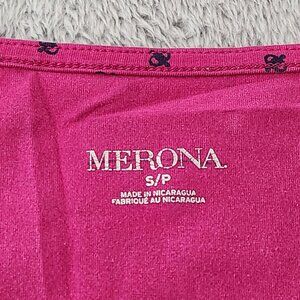 MERONA
S/P
MADE IN NICARAGUA
FABRIQUÉ AU NICARAGUA